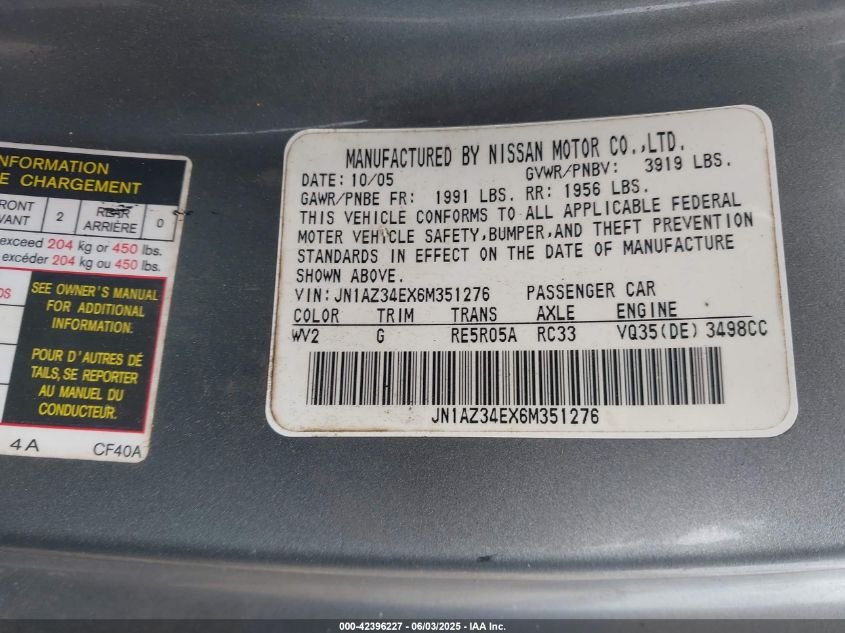 NFORMATION
E CHARGEMENT
RONT
VANT
2
REAR
ARRIÈRE
0
exceed 204 kg or 450 lbs.
excéder 204 kg ou 450 lbs.
SEE OWNER'S MANUAL
FOR ADDITIONAL
INFORMATION.
POUR D'AUTRES DÉ
TAILS, SE REPORTER
AU MANUEL DU
CONDUCTEUR.
4A
CF40A
MANUFACTURED BY NISSAN MOTOR CO.,LTD.
DATE: 10/05 GVWR/PNBV: 3919 LBS.
GAWR/PNBE FR: 1991 LBS. RR: 1956 LBS.
THIS VEHICLE CONFORMS TO ALL APPLICABLE FEDERAL
MOTER VEHICLE SAFETY,BUMPER,AND THEFT PREVENTION
STANDARDS IN EFFECT ON THE DATE OF MANUFACTURE
SHOWN ABOVE.
VIN: JN1AZ34EX6M351276 PASSENGER CAR
COLOR TRIM TRANS AXLE ENGINE
WV2 G RE5R05A RC33 VQ35(DE) 3498CC
JN1AZ34EX6M351276
000-42396227 - 06/03/2025 - IAA Inc.